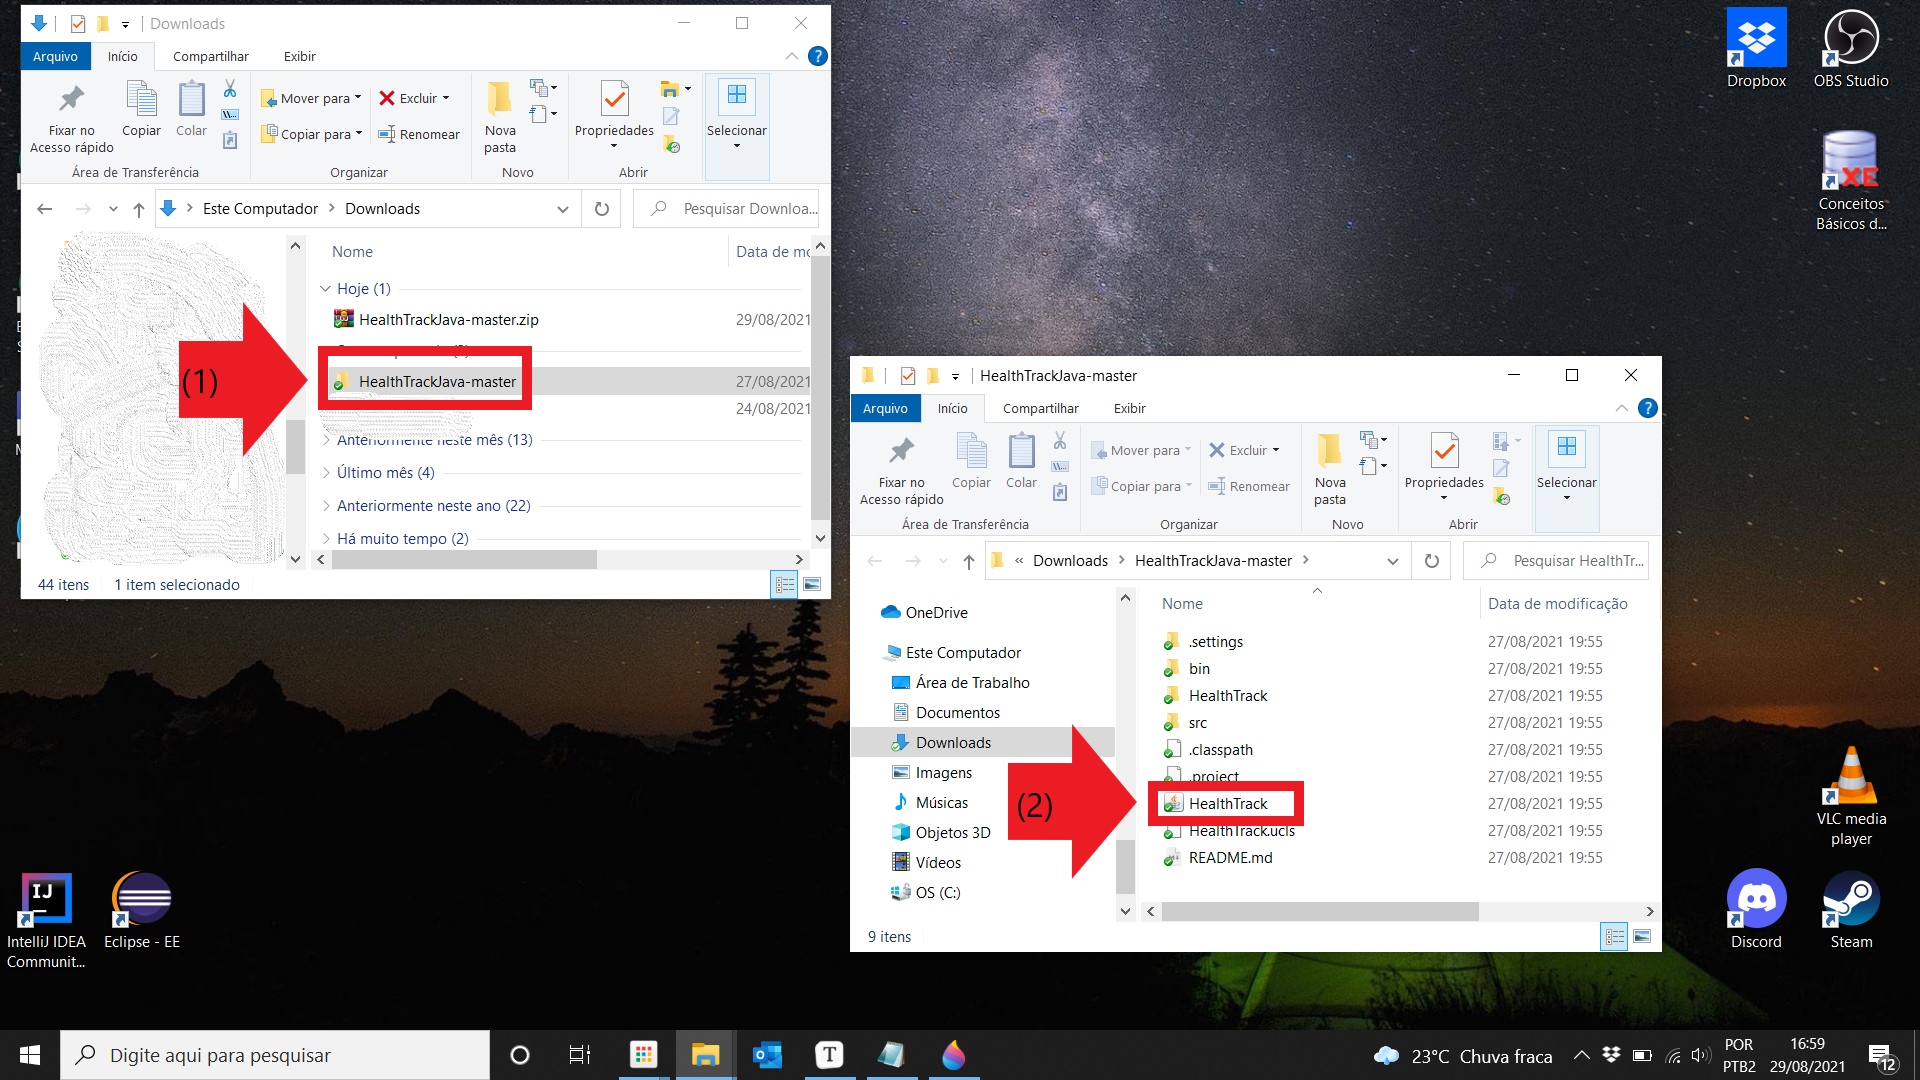 Downloads
Arquivo Início Compartilhar Exibir
Mover para Excluir
Copiar para Renomear
Fixar no
Acesso rápido
Copiar
Colar
Nova
pasta
Propriedades
Selecionar
Área de Transferência Organizar Novo Abrir
Este Computador Downloads
Pesquisar Downloa...
Nome
Data de mo
Hoje (1)
HealthTrackJava-master.zip 29/08/2021
(1)
HealthTrackJava-master 27/08/2021
24/08/2021
Anteriormente neste mês (13)
Último mês (4)
Anteriormente neste ano (22)
Há muito tempo (2)
44 itens 1 item selecionado
HealthTrackJava-master
Arquivo Início Compartilhar Exibir
Mover para Excluir
Copiar para Renomear
Fixar no
Acesso rápido
Copiar
Colar
Nova
pasta
Propriedades
Selecionar
Área de Transferência Organizar Novo Abrir
« Downloads HealthTrackJava-master
Pesquisar HealthTr...
OneDrive
Este Computador
Área de Trabalho
Documentos
Downloads
Imagens
Músicas
Objetos 3D
Vídeos
OS (C:)
(2)
Nome Data de modificação
.settings 27/08/2021 19:55
bin 27/08/2021 19:55
HealthTrack 27/08/2021 19:55
src 27/08/2021 19:55
.classpath 27/08/2021 19:55
.project 27/08/2021 19:55
HealthTrack 27/08/2021 19:55
HealthTrack.ucls 27/08/2021 19:55
README.md 27/08/2021 19:55
9 itens
Dropbox
OBS Studio
XE
Conceitos
Básicos d...
VLC media
player
Discord
Steam
IJ
IntelliJ IDEA
Communit...
Eclipse - EE
Digite aqui para pesquisar
T
23°C Chuva fraca
POR
PTB2
16:59
29/08/2021
12